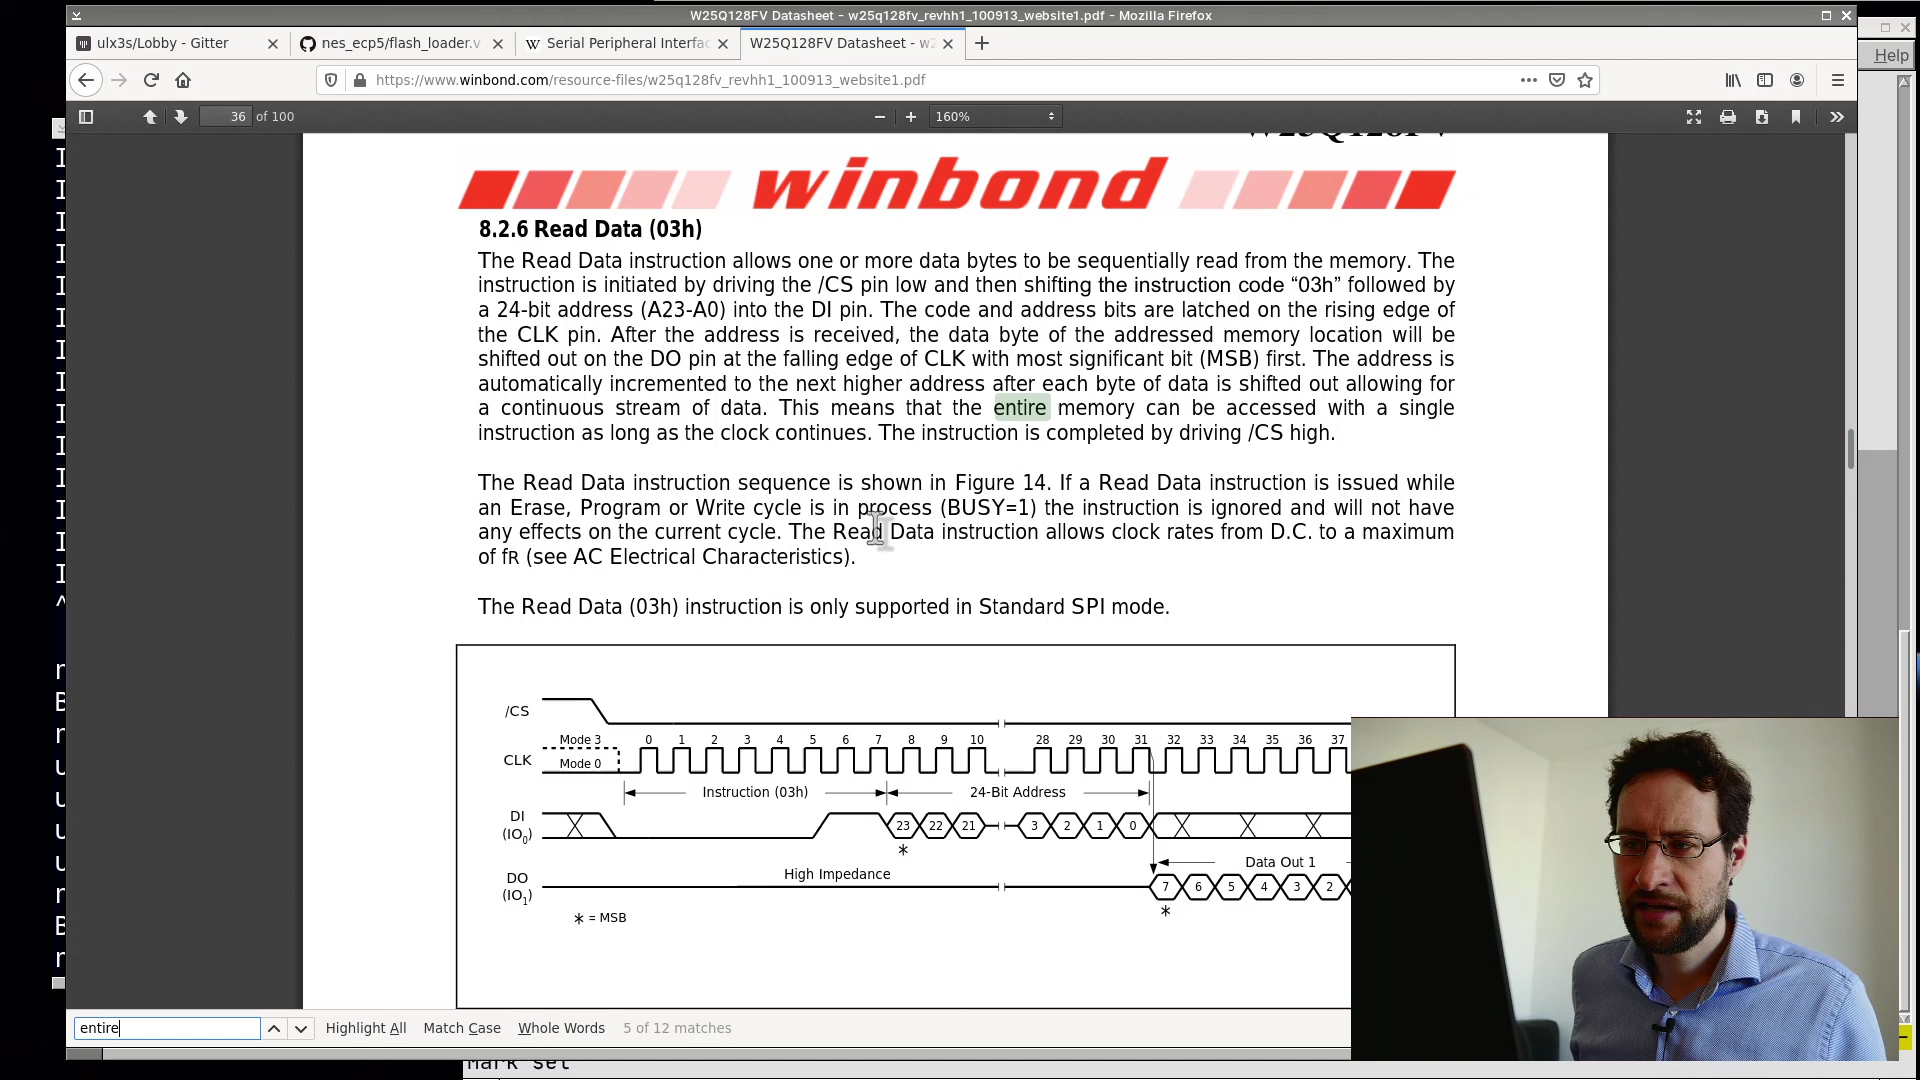 W25Q128FV Datasheet - w25q128fv_revhh1_100913_website1.pdf - Mozilla Firefox
ulx3s/Lobby - Gitter
nes_ecp5/flash_loader.v
Serial Peripheral Interfac
W25Q128FV Datasheet - w2
Help
https://www.winbond.com/resource-files/w25q128fv_revhh1_100913_website1.pdf
36 of 100
160%
W25Q128FV
winbond
8.2.6 Read Data (03h)
The Read Data instruction allows one or more data bytes to be sequentially read from the memory. The
instruction is initiated by driving the /CS pin low and then shifting the instruction code “03h” followed by
a 24-bit address (A23-A0) into the DI pin. The code and address bits are latched on the rising edge of
the CLK pin. After the address is received, the data byte of the addressed memory location will be
shifted out on the DO pin at the falling edge of CLK with most significant bit (MSB) first. The address is
automatically incremented to the next higher address after each byte of data is shifted out allowing for
a continuous stream of data. This means that the entire memory can be accessed with a single
instruction as long as the clock continues. The instruction is completed by driving /CS high.
The Read Data instruction sequence is shown in Figure 14. If a Read Data instruction is issued while
an Erase, Program or Write cycle is in process (BUSY=1) the instruction is ignored and will not have
any effects on the current cycle. The Read Data instruction allows clock rates from D.C. to a maximum
of fR (see AC Electrical Characteristics).
The Read Data (03h) instruction is only supported in Standard SPI mode.
/CS
Mode 3 0 1 2 3 4 5 6 7 8 9 10 28 29 30 31 32 33 34 35 36 37
CLK Mode 0
Instruction (03h) 24-Bit Address
DI
(IO0)
23 22 21 3 2 1 0
*
High Impedance
Data Out 1
DO
(IO1)
7 6 5 4 3 2
*
* = MSB
entire
Highlight All Match Case Whole Words 5 of 12 matches
Mark set